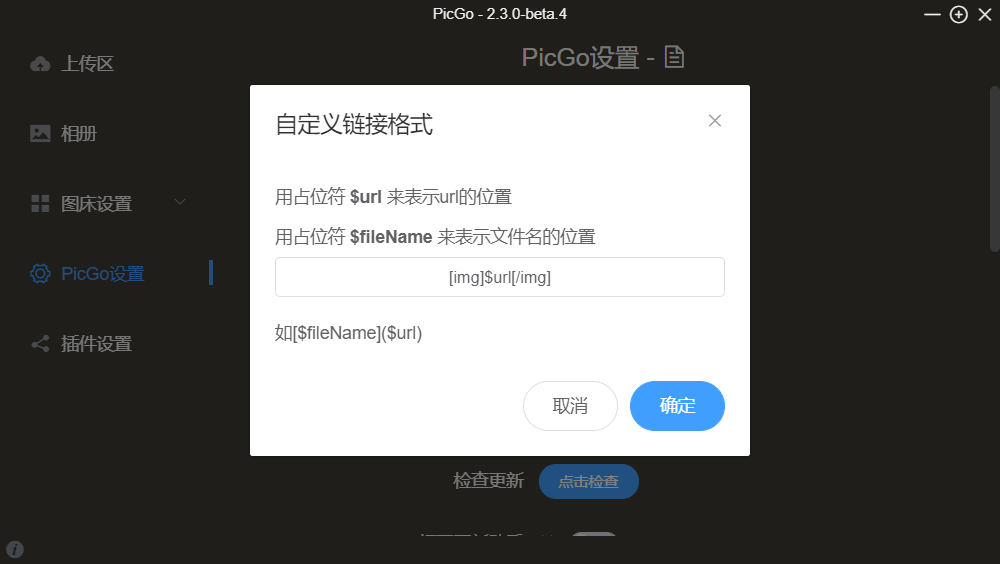 PicGo - 2.3.0-beta.4
上传区
相册
图床设置
PicGo设置
插件设置
PicGo设置 -
自定义链接格式
用占位符 $url 来表示url的位置
用占位符 $fileName 来表示文件名的位置
[img]$url[/img]
如[$fileName]($url)
取消
确定
检查更新
点击检查